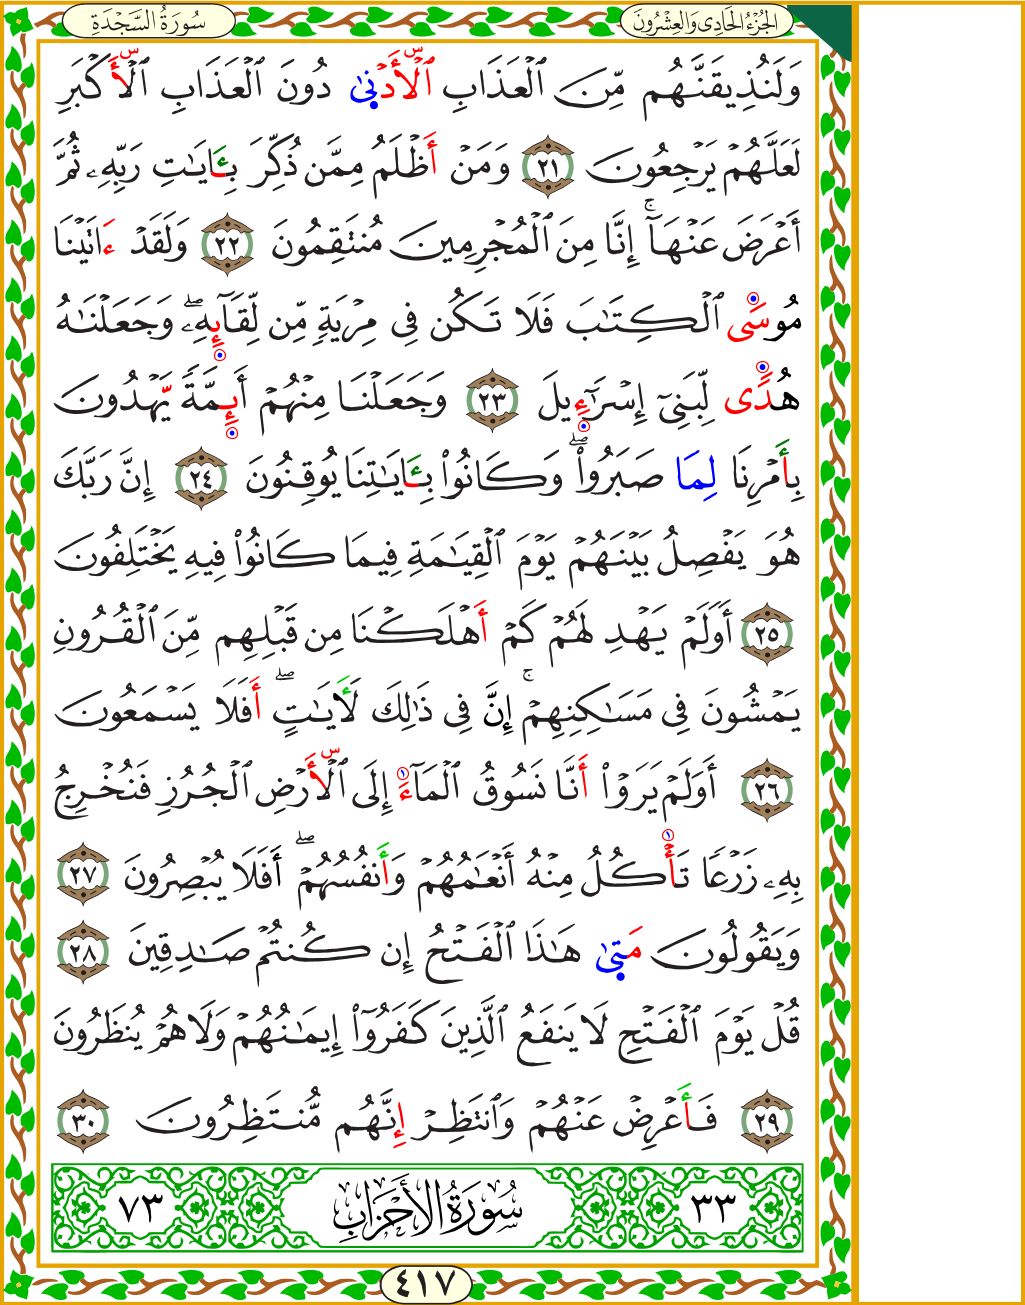 الجُزْءُ الحَادِى وَالعِشْرُونَ
سُورَةُ السَّجْدَةِ
وَلَنُذِيقَنَّهُم مِّنَ ٱلْعَذَابِ ٱلْأَدْنَىٰ دُونَ ٱلْعَذَابِ ٱلْأَكْبَرِ
لَعَلَّهُمْ يَرْجِعُونَ ٢١ وَمَنْ أَظْلَمُ مِمَّن ذُكِّرَ بِـَٔايَـٰتِ رَبِّهِۦ ثُمَّ
أَعْرَضَ عَنْهَآ ۚ إِنَّا مِنَ ٱلْمُجْرِمِينَ مُنتَقِمُونَ ٢٢ وَلَقَدْ ءَاتَيْنَا
مُوسَى ٱلْكِتَـٰبَ فَلَا تَكُن فِى مِرْيَةٍ مِّن لِّقَآئِهِۦ ۖ وَجَعَلْنَـٰهُ
هُدًى لِّبَنِىٓ إِسْرَٰٓءِيلَ ٢٣ وَجَعَلْنَا مِنْهُمْ أَئِمَّةً يَهْدُونَ
بِأَمْرِنَا لِمَا صَبَرُوا۟ ۖ وَكَانُوا۟ بِـَٔايَـٰتِنَا يُوقِنُونَ ٢٤ إِنَّ رَبَّكَ
هُوَ يَفْصِلُ بَيْنَهُمْ يَوْمَ ٱلْقِيَـٰمَةِ فِيمَا كَانُوا۟ فِيهِ يَخْتَلِفُونَ
٢٥ أَوَلَمْ يَهْدِ لَهُمْ كَمْ أَهْلَكْنَا مِن قَبْلِهِم مِّنَ ٱلْقُرُونِ
يَمْشُونَ فِى مَسَـٰكِنِهِمْ ۚ إِنَّ فِى ذَٰلِكَ لَـَٔايَـٰتٍ ۖ أَفَلَا يَسْمَعُونَ
٢٦ أَوَلَمْ يَرَوْا۟ أَنَّا نَسُوقُ ٱلْمَآءَ إِلَى ٱلْأَرْضِ ٱلْجُرُزِ فَنُخْرِجُ
بِهِۦ زَرْعًا تَأْكُلُ مِنْهُ أَنْعَـٰمُهُمْ وَأَنفُسُهُمْ ۖ أَفَلَا يُبْصِرُونَ ٢٧
وَيَقُولُونَ مَتَىٰ هَـٰذَا ٱلْفَتْحُ إِن كُنتُمْ صَـٰدِقِينَ ٢٨
قُلْ يَوْمَ ٱلْفَتْحِ لَا يَنفَعُ ٱلَّذِينَ كَفَرُوٓا۟ إِيمَـٰنُهُمْ وَلَا هُمْ يُنظَرُونَ
٢٩ فَأَعْرِضْ عَنْهُمْ وَٱنتَظِرْ إِنَّهُم مُّنتَظِرُونَ ٣٠
٣٣ سُورَةُ الأَحْزَابِ ٧٣
٤١٧